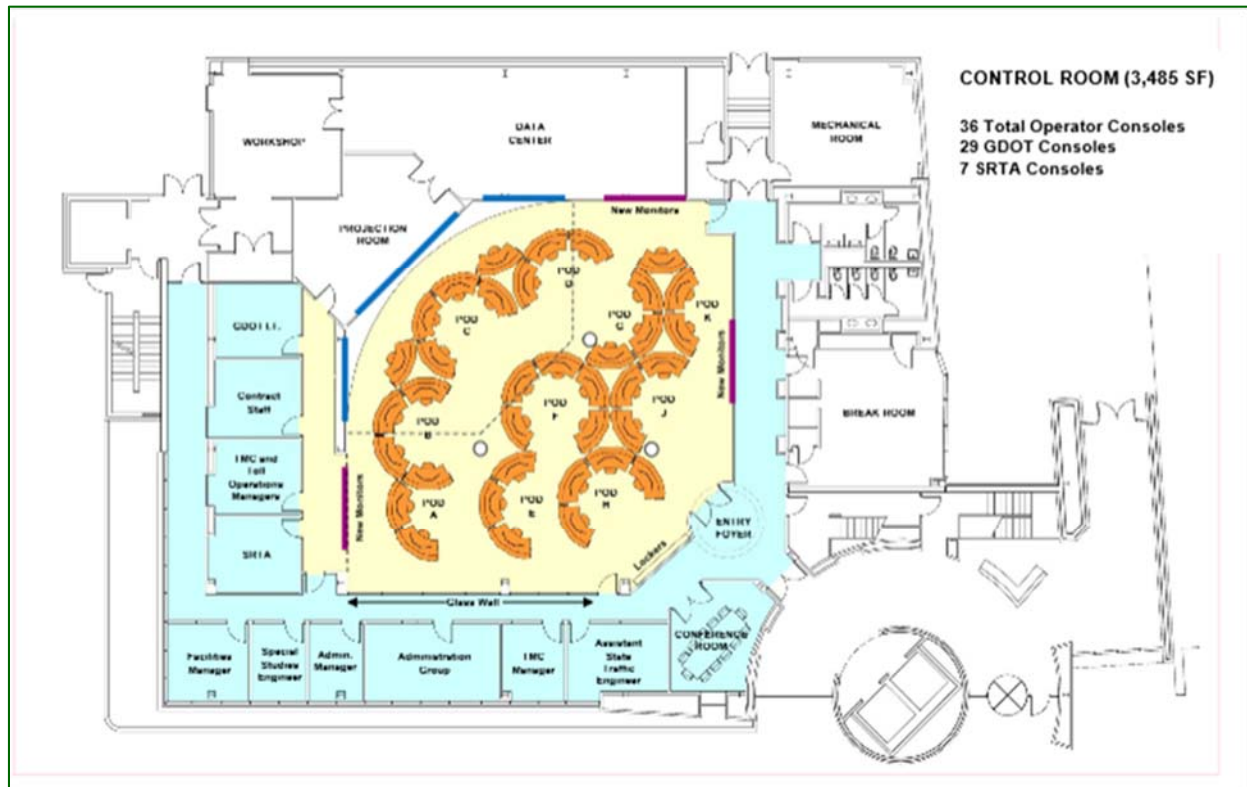 CONTROL ROOM (3,485 SF)
36 Total Operator Consoles
29 GDOT Consoles
7 SRTA Consoles
WORKSHOP
DATA
CENTER
MECHANICAL
ROOM
New Monitors
PROJECTION
ROOM
POD
D
POD
C
POD
G
POD
K
GDOT I.T.
Contract
Staff
POD
B
POD
F
POD
J
New Monitors
BREAK ROOM
TMC and
Toll
Operations
Managers
New Monitors
POD
A
POD
E
POD
H
ENTRY
FOYER
SRTA
Lockers
Glass Wall
CONFERENCE
ROOM
Facilities
Manager
Special
Studies
Engineer
Admin.
Manager
Administration
Group
TMC
Manager
Assistant
State
Traffic
Engineer